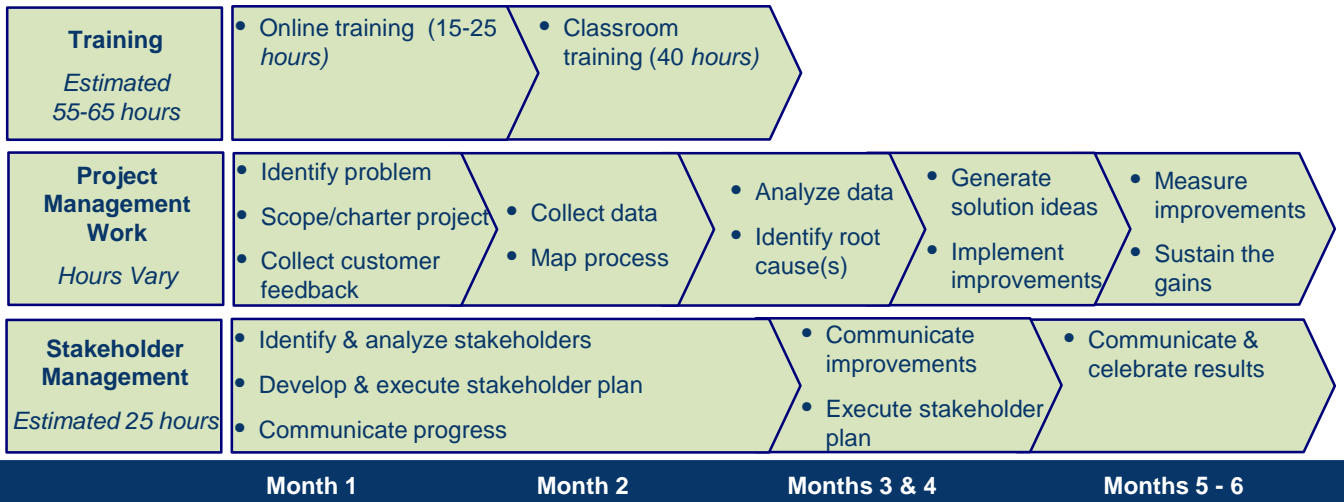 Training
Estimated
55-65 hours
• Online training (15-25
hours)
• Classroom
training (40 hours)
Project
Management
Work
Hours Vary
• Identify problem
• Scope/charter project
• Collect customer
feedback
• Collect data
• Map process
• Analyze data
• Identify root
cause(s)
• Generate
solution ideas
• Implement
improvements
• Measure
improvements
• Sustain the
gains
Stakeholder
Management
Estimated 25 hours
• Identify & analyze stakeholders
• Develop & execute stakeholder plan
• Communicate progress
• Communicate
improvements
• Execute stakeholder
plan
• Communicate &
celebrate results
Month 1
Month 2
Months 3 & 4
Months 5 - 6